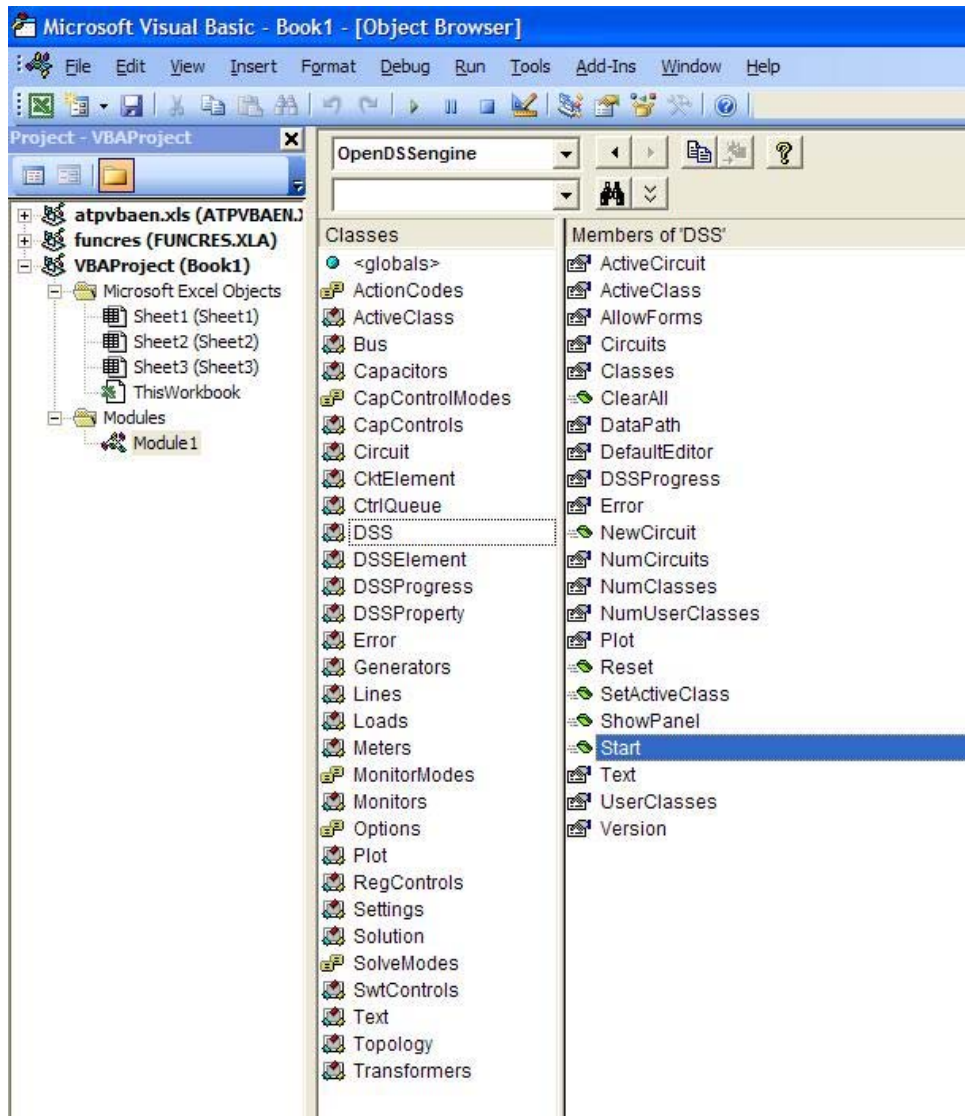 Microsoft Visual Basic - Book1 - [Object Browser]
File Edit View Insert Format Debug Run Tools Add-Ins Window Help
Project - VBAProject
atpvbaen.xls (ATPVBAEN.X
funcres (FUNCRES.XLA)
VBAProject (Book1)
Microsoft Excel Objects
Sheet1 (Sheet1)
Sheet2 (Sheet2)
Sheet3 (Sheet3)
ThisWorkbook
Modules
Module1
OpenDSSengine
Classes
<globals>
ActionCodes
ActiveClass
Bus
Capacitors
CapControlModes
CapControls
Circuit
CktElement
CtrlQueue
DSS
DSSElement
DSSProgress
DSSProperty
Error
Generators
Lines
Loads
Meters
MonitorModes
Monitors
Options
Plot
RegControls
Settings
Solution
SolveModes
SwtControls
Text
Topology
Transformers
Members of 'DSS'
ActiveCircuit
ActiveClass
AllowForms
Circuits
Classes
ClearAll
DataPath
DefaultEditor
DSSProgress
Error
NewCircuit
NumCircuits
NumClasses
NumUserClasses
Plot
Reset
SetActiveClass
ShowPanel
Start
Text
UserClasses
Version